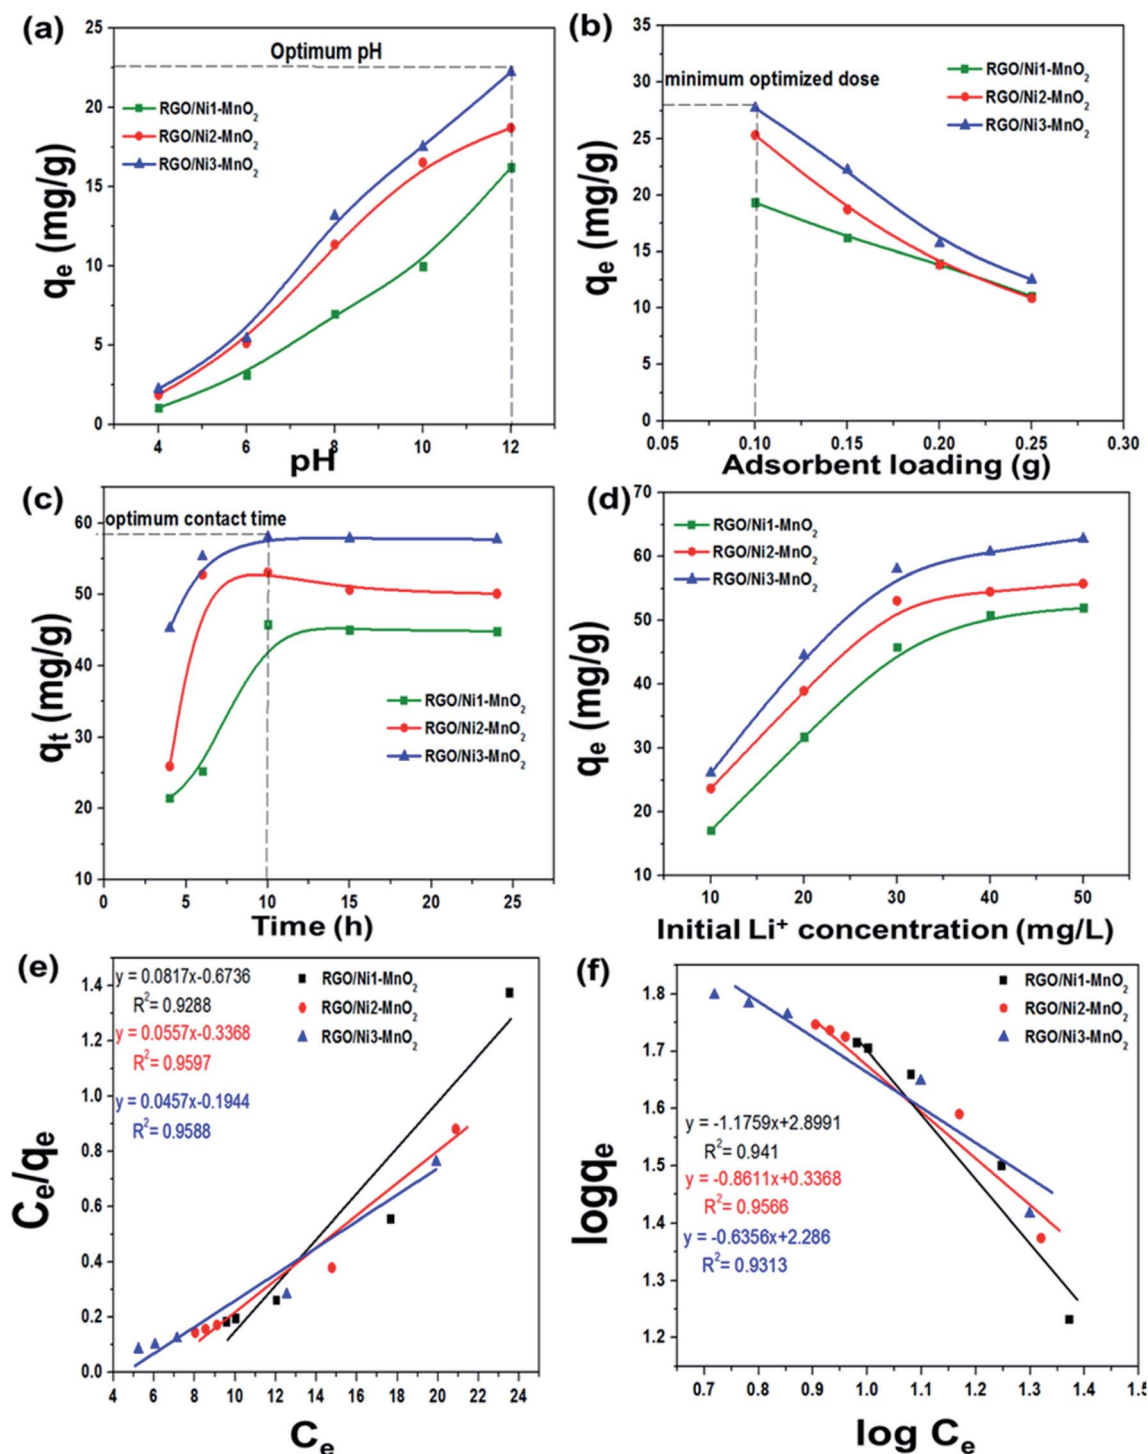 (a)
25
20
15
10
5
0
q_e (mg/g)
Optimum pH
RGO/Ni1-MnO₂
RGO/Ni2-MnO₂
RGO/Ni3-MnO₂
4 6 8 10 12
pH
(b)
35
30
25
20
15
10
5
0
q_e (mg/g)
minimum optimized dose
RGO/Ni1-MnO₂
RGO/Ni2-MnO₂
RGO/Ni3-MnO₂
0.05 0.10 0.15 0.20 0.25 0.30
Adsorbent loading (g)
(c)
60
50
40
30
20
10
q_t (mg/g)
optimum contact time
RGO/Ni1-MnO₂
RGO/Ni2-MnO₂
RGO/Ni3-MnO₂
0 5 10 15 20 25
Time (h)
(d)
70
60
50
40
30
20
10
q_e (mg/g)
RGO/Ni1-MnO₂
RGO/Ni2-MnO₂
RGO/Ni3-MnO₂
10 20 30 40 50
Initial Li⁺ concentration (mg/L)
(e)
1.4
1.2
1.0
0.8
0.6
0.4
0.2
0.0
C_e/q_e
y = 0.0817x-0.6736
R² = 0.9288
y = 0.0557x-0.3368
R² = 0.9597
y = 0.0457x-0.1944
R² = 0.9588
RGO/Ni1-MnO₂
RGO/Ni2-MnO₂
RGO/Ni3-MnO₂
4 6 8 10 12 14 16 18 20 22 24
C_e
(f)
1.8
1.7
1.6
1.5
1.4
1.3
1.2
logq_e
RGO/Ni1-MnO₂
RGO/Ni2-MnO₂
RGO/Ni3-MnO₂
y = -1.1759x+2.8991
R² = 0.941
y = -0.8611x+0.3368
R² = 0.9566
y = -0.6356x+2.286
R² = 0.9313
0.7 0.8 0.9 1.0 1.1 1.2 1.3 1.4 1.5
log C_e